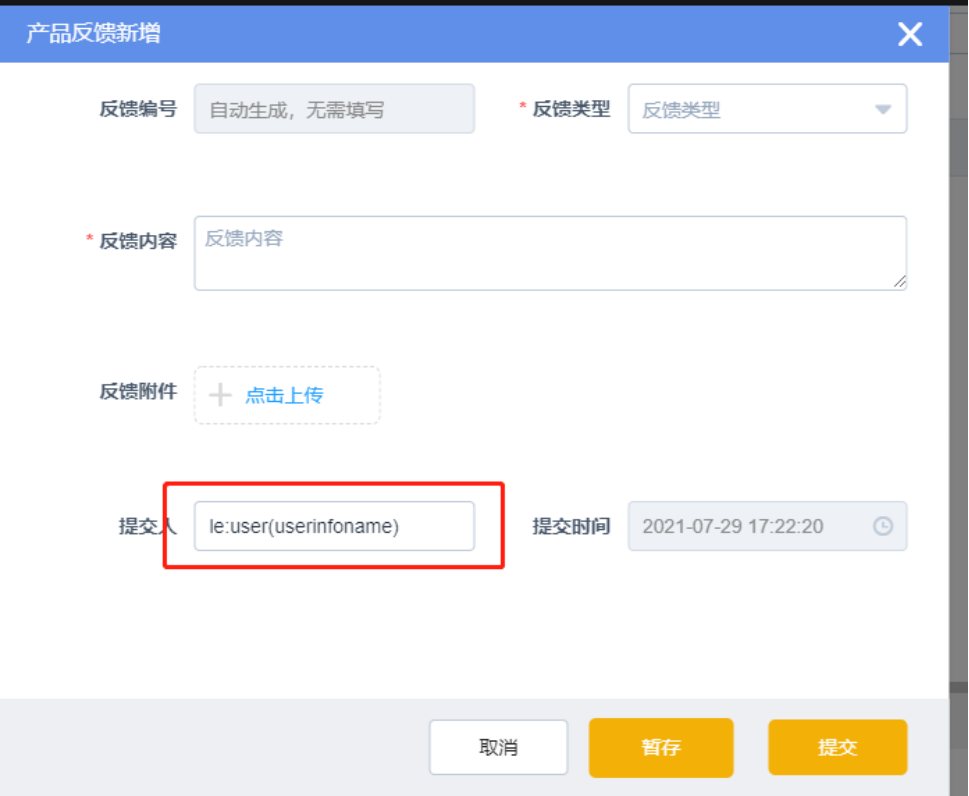 产品反馈新增
反馈编号 自动生成，无需填写 * 反馈类型 反馈类型
* 反馈内容 反馈内容
反馈附件 点击上传
提交人 le:user(userinfoname) 提交时间 2021-07-29 17:22:20
取消 暂存 提交